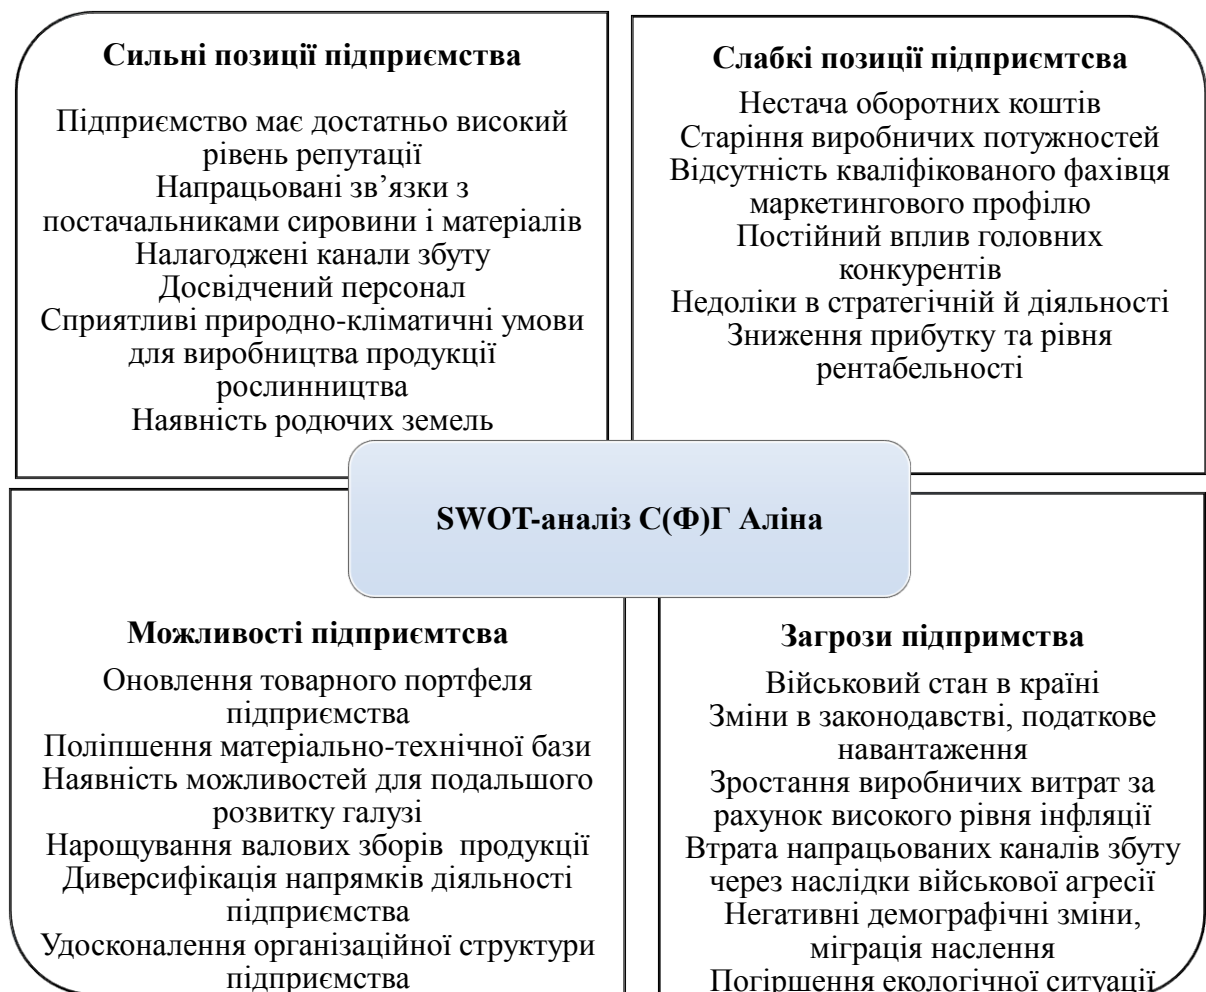 Сильні позиції підприємства
Підприємство має достатньо високий
рівень репутації
Напрацьовані зв’язки з
постачальниками сировини і матеріалів
Налагоджені канали збуту
Досвідчений персонал
Сприятливі природно-кліматичні умови
для виробництва продукції
рослинництва
Наявність родючих земель
Слабкі позиції підприємтсва
Нестача оборотних коштів
Старіння виробничих потужностей
Відсутність кваліфікованого фахівця
маркетингового профілю
Постійний вплив головних
конкурентів
Недоліки в стратегічній й діяльності
Зниження прибутку та рівня
рентабельності
SWOT-аналіз С(Ф)Г Аліна
Можливості підприємтсва
Оновлення товарного портфеля
підприємства
Поліпшення матеріально-технічної бази
Наявність можливостей для подальшого
розвитку галузі
Нарощування валових зборів  продукції
Диверсифікація напрямків діяльності
підприємства
Удосконалення організаційної структури
підприємства
Загрози підпримства
Військовий стан в країні
Зміни в законодавстві, податкове
навантаження
Зростання виробничих витрат за
рахунок високого рівня інфляції
Втрата напрацьованих каналів збуту
через наслідки військової агресії
Негативні демографічні зміни,
міграція наслення
Погіршення екологічної ситуації